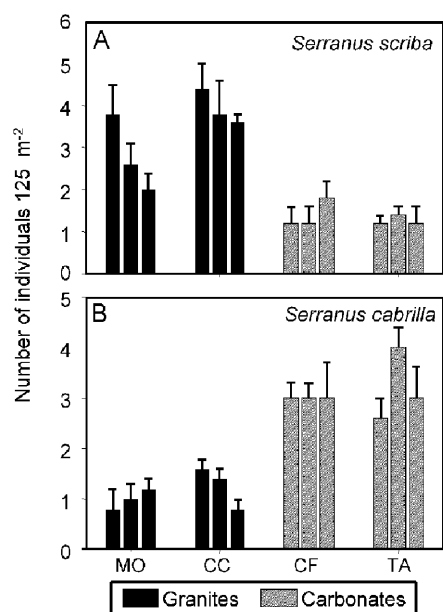 6
A
Serranus scriba
5
4
3
2
1
0
5
B
Serranus cabrilla
4
3
2
1
0
Number of individuals 125 m-2
MO CC CF TA
Granites Carbonates